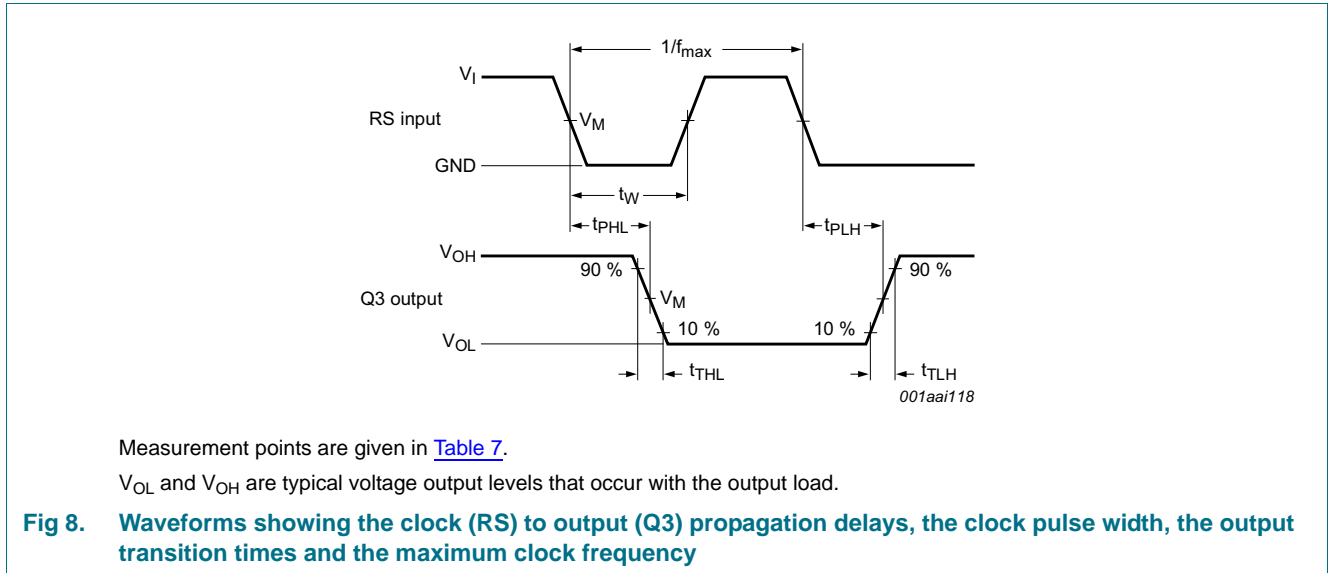 1/fmax
VI
RS input
VM
GND
tW
tPHL
tPLH
VOH
90 %
90 %
Q3 output
VM
10 %
10 %
VOL
tTHL
tTLH
001aai118
Measurement points are given in Table 7.
VOL and VOH are typical voltage output levels that occur with the output load.
Fig 8. Waveforms showing the clock (RS) to output (Q3) propagation delays, the clock pulse width, the output
transition times and the maximum clock frequency